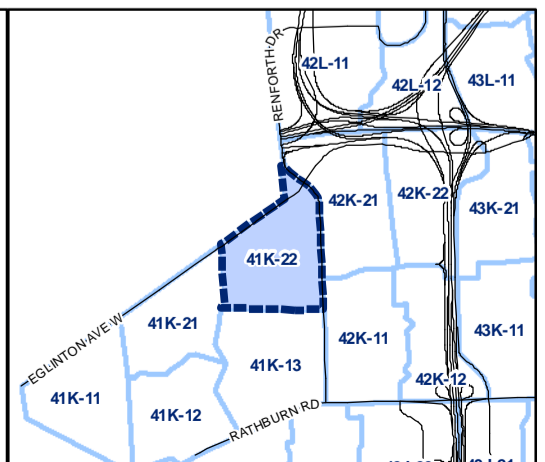 RENFORTH DR
42L-11
42L-12
43L-11
42K-21
42K-22
43K-21
41K-22
EGLINTON AVE W
41K-21
41K-13
42K-11
43K-11
42K-12
41K-11
41K-12
RATHBURN RD